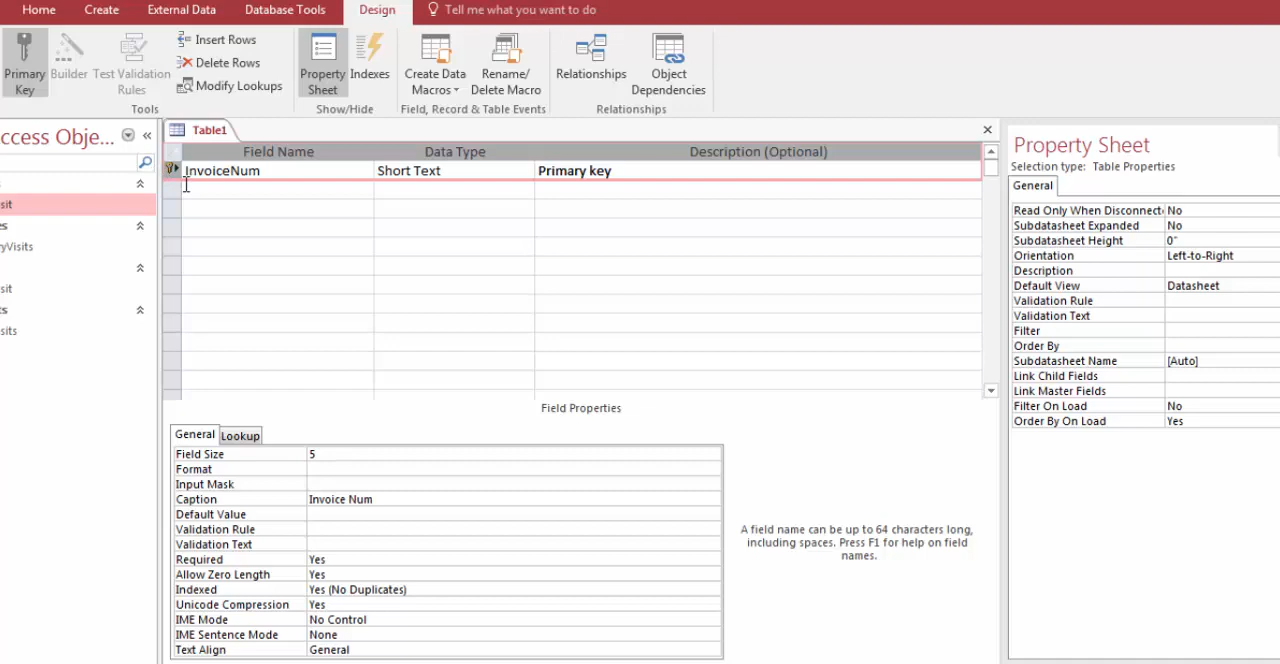 Home Create External Data Database Tools Design Tell me what you want to do
Primary Key
Builder
Test Validation Rules
Insert Rows
Delete Rows
Modify Lookups
Tools
Property Sheet
Indexes
Show/Hide
Create Data Macros
Rename/ Delete Macro
Field, Record & Table Events
Relationships
Object Dependencies
Relationships
ccess Obje...
sit
es
yVisits
sit
ts
sits
Table1
Field Name Data Type Description (Optional)
InvoiceNum Short Text Primary key
Field Properties
General Lookup
Field Size 5
Format
Input Mask
Caption Invoice Num
Default Value
Validation Rule
Validation Text
Required Yes
Allow Zero Length Yes
Indexed Yes (No Duplicates)
Unicode Compression Yes
IME Mode No Control
IME Sentence Mode None
Text Align General
A field name can be up to 64 characters long,
including spaces. Press F1 for help on field
names.
Property Sheet
Selection type: Table Properties
General
Read Only When Disconnect No
Subdatasheet Expanded No
Subdatasheet Height 0"
Orientation Left-to-Right
Description
Default View Datasheet
Validation Rule
Validation Text
Filter
Order By
Subdatasheet Name [Auto]
Link Child Fields
Link Master Fields
Filter On Load No
Order By On Load Yes